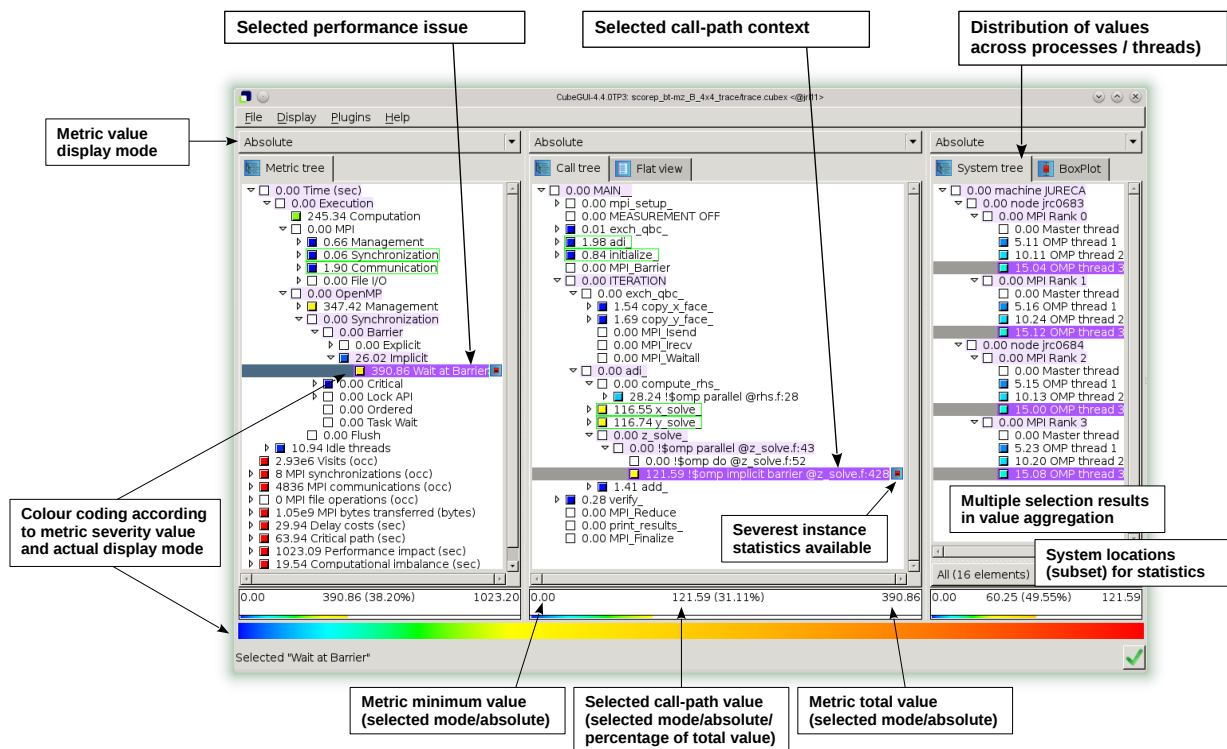 Selected performance issue
Selected call-path context
Distribution of values
across processes / threads)
CubeGUI-4.4.0TP3: scorep_bt-mz_B_4x4_trace/trace.cubex <@jrl11>
File Display Plugins Help
Metric value
display mode
Absolute
Absolute
Absolute
Metric tree
Call tree
Flat view
System tree
BoxPlot
0.00 Time (sec)
0.00 Execution
245.34 Computation
0.00 MPI
0.66 Management
0.06 Synchronization
1.90 Communication
0.00 File I/O
0.00 OpenMP
347.42 Management
0.00 Synchronization
0.00 Barrier
0.00 Explicit
26.02 Implicit
390.86 Wait at Barrier
0.00 Critical
0.00 Lock API
0.00 Ordered
0.00 Task Wait
0.00 Flush
10.94 Idle threads
2.93e6 Visits (occ)
8 MPI synchronizations (occ)
4836 MPI communications (occ)
0 MPI file operations (occ)
1.05e9 MPI bytes transferred (bytes)
29.94 Delay costs (sec)
63.94 Critical path (sec)
1023.09 Performance impact (sec)
19.54 Computational imbalance (sec)
0.00 MAIN__
0.00 mpi_setup_
0.00 MEASUREMENT OFF
0.01 exch_qbc_
1.98 adi_
0.84 initialize_
0.00 MPI_Barrier
0.00 ITERATION
0.00 exch_qbc_
1.54 copy_x_face_
1.69 copy_y_face_
0.00 MPI_Isend
0.00 MPI_Irecv
0.00 MPI_Waitall
0.00 adi_
0.00 compute_rhs_
28.24 !$omp parallel @rhs.f:28
116.55 x_solve_
116.74 y_solve_
0.00 z_solve_
0.00 !$omp parallel @z_solve.f:43
0.00 !$omp do @z_solve.f:52
121.59 !$omp implicit barrier @z_solve.f:428
1.41 add_
0.28 verify_
0.00 MPI_Reduce
0.00 print_results_
0.00 MPI_Finalize
0.00 machine JURECA
0.00 node jrc0683
0.00 MPI Rank 0
0.00 Master thread
5.11 OMP thread 1
10.11 OMP thread 2
15.04 OMP thread 3
0.00 MPI Rank 1
0.00 Master thread
5.16 OMP thread 1
10.24 OMP thread 2
15.12 OMP thread 3
0.00 node jrc0684
0.00 MPI Rank 2
0.00 Master thread
5.15 OMP thread 1
10.13 OMP thread 2
15.00 OMP thread 3
0.00 MPI Rank 3
0.00 Master thread
5.23 OMP thread 1
10.20 OMP thread 2
15.08 OMP thread 3
Colour coding according
to metric severity value
and actual display mode
Severest instance
statistics available
Multiple selection results
in value aggregation
System locations
(subset) for statistics
All (16 elements)
0.00 390.86 (38.20%) 1023.20
0.00 121.59 (31.11%) 390.86
0.00 60.25 (49.55%) 121.59
Selected "Wait at Barrier"
Metric minimum value
(selected mode/absolute)
Selected call-path value
(selected mode/absolute/
percentage of total value)
Metric total value
(selected mode/absolute)